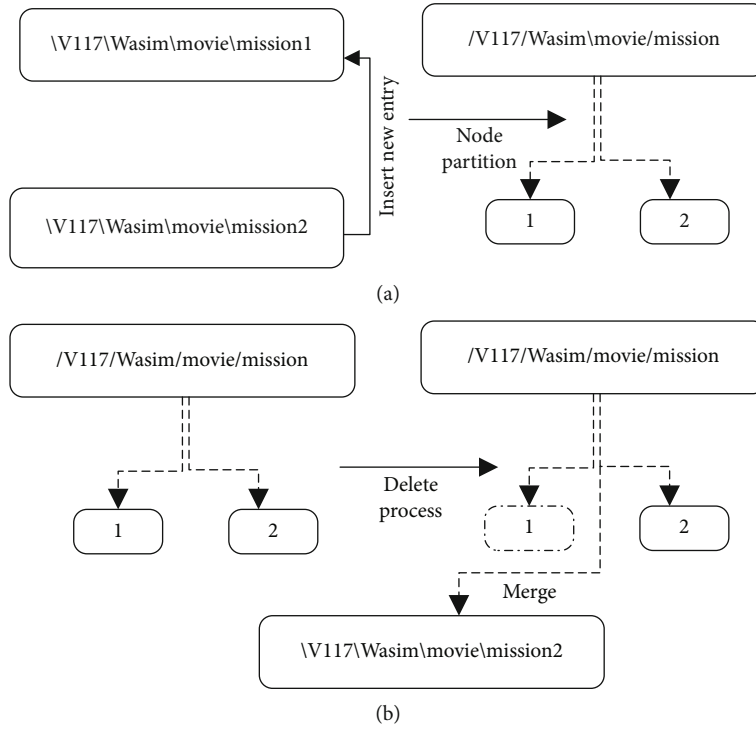 \V117\Wasim\movie\mission1
Insert new entry
\V117\Wasim\movie\mission2
Node
partition
/V117/Wasim\movie/mission
1
2
(a)
/V117/Wasim/movie/mission
1
2
Delete
process
/V117/Wasim/movie/mission
1
2
Merge
\V117\Wasim\movie\mission2
(b)